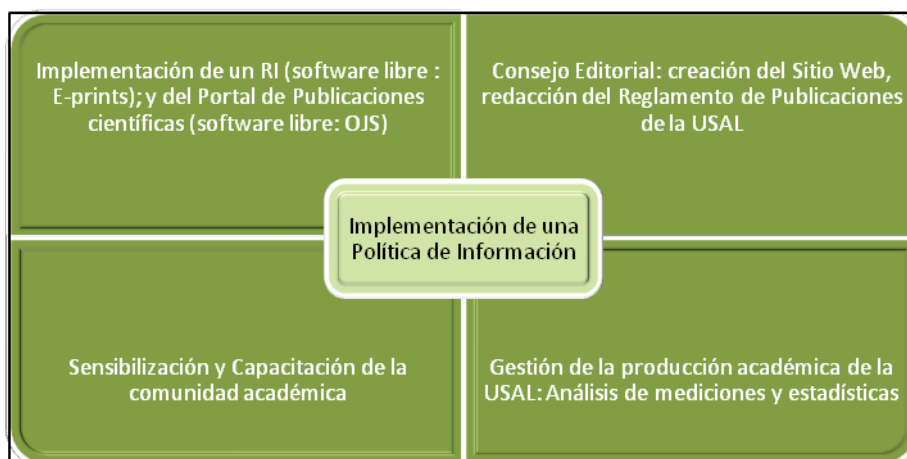 Implementación de un RI (software libre :
E-prints); y del Portal de Publicaciones
científicas (software libre: OJS)
Consejo Editorial: creación del Sitio Web,
redacción del Reglamento de Publicaciones
de la USAL
Implementación de una
Política de Información
Sensibilización y Capacitación de la
comunidad académica
Gestión de la producción académica de la
USAL: Análisis de mediciones y estadísticas